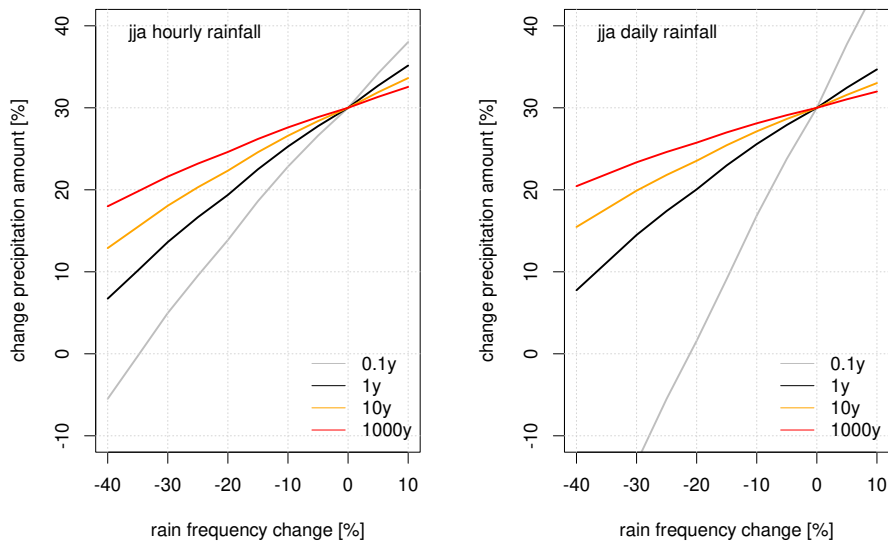 jja hourly rainfall
change precipitation amount [%]
40
30
20
10
0
-10
0.1y
1y
10y
1000y
-40
-30
-20
-10
0
10
rain frequency change [%]
jja daily rainfall
change precipitation amount [%]
40
30
20
10
0
-10
0.1y
1y
10y
1000y
-40
-30
-20
-10
0
10
rain frequency change [%]